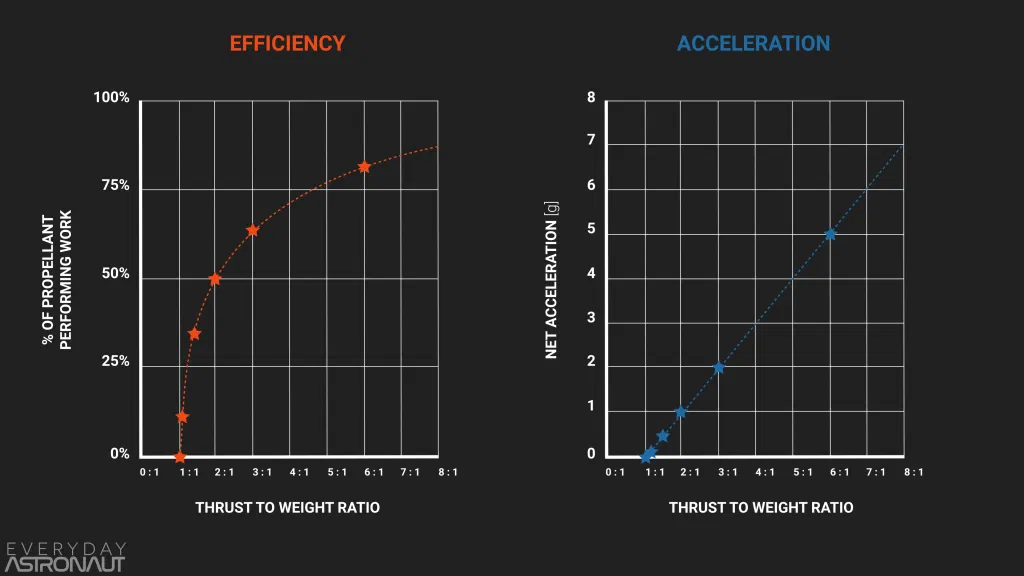 EFFICIENCY
100%
75%
50%
25%
0%
% OF PROPELLANT
PERFORMING WORK
0 : 1
1 : 1
2 : 1
3 : 1
4 : 1
5 : 1
6 : 1
7 : 1
8 : 1
THRUST TO WEIGHT RATIO
ACCELERATION
8
7
6
5
4
3
2
1
0
NET ACCELERATION [g]
0 : 1
1 : 1
2 : 1
3 : 1
4 : 1
5 : 1
6 : 1
7 : 1
8 : 1
THRUST TO WEIGHT RATIO
EVERYDAY
ASTRONAUT